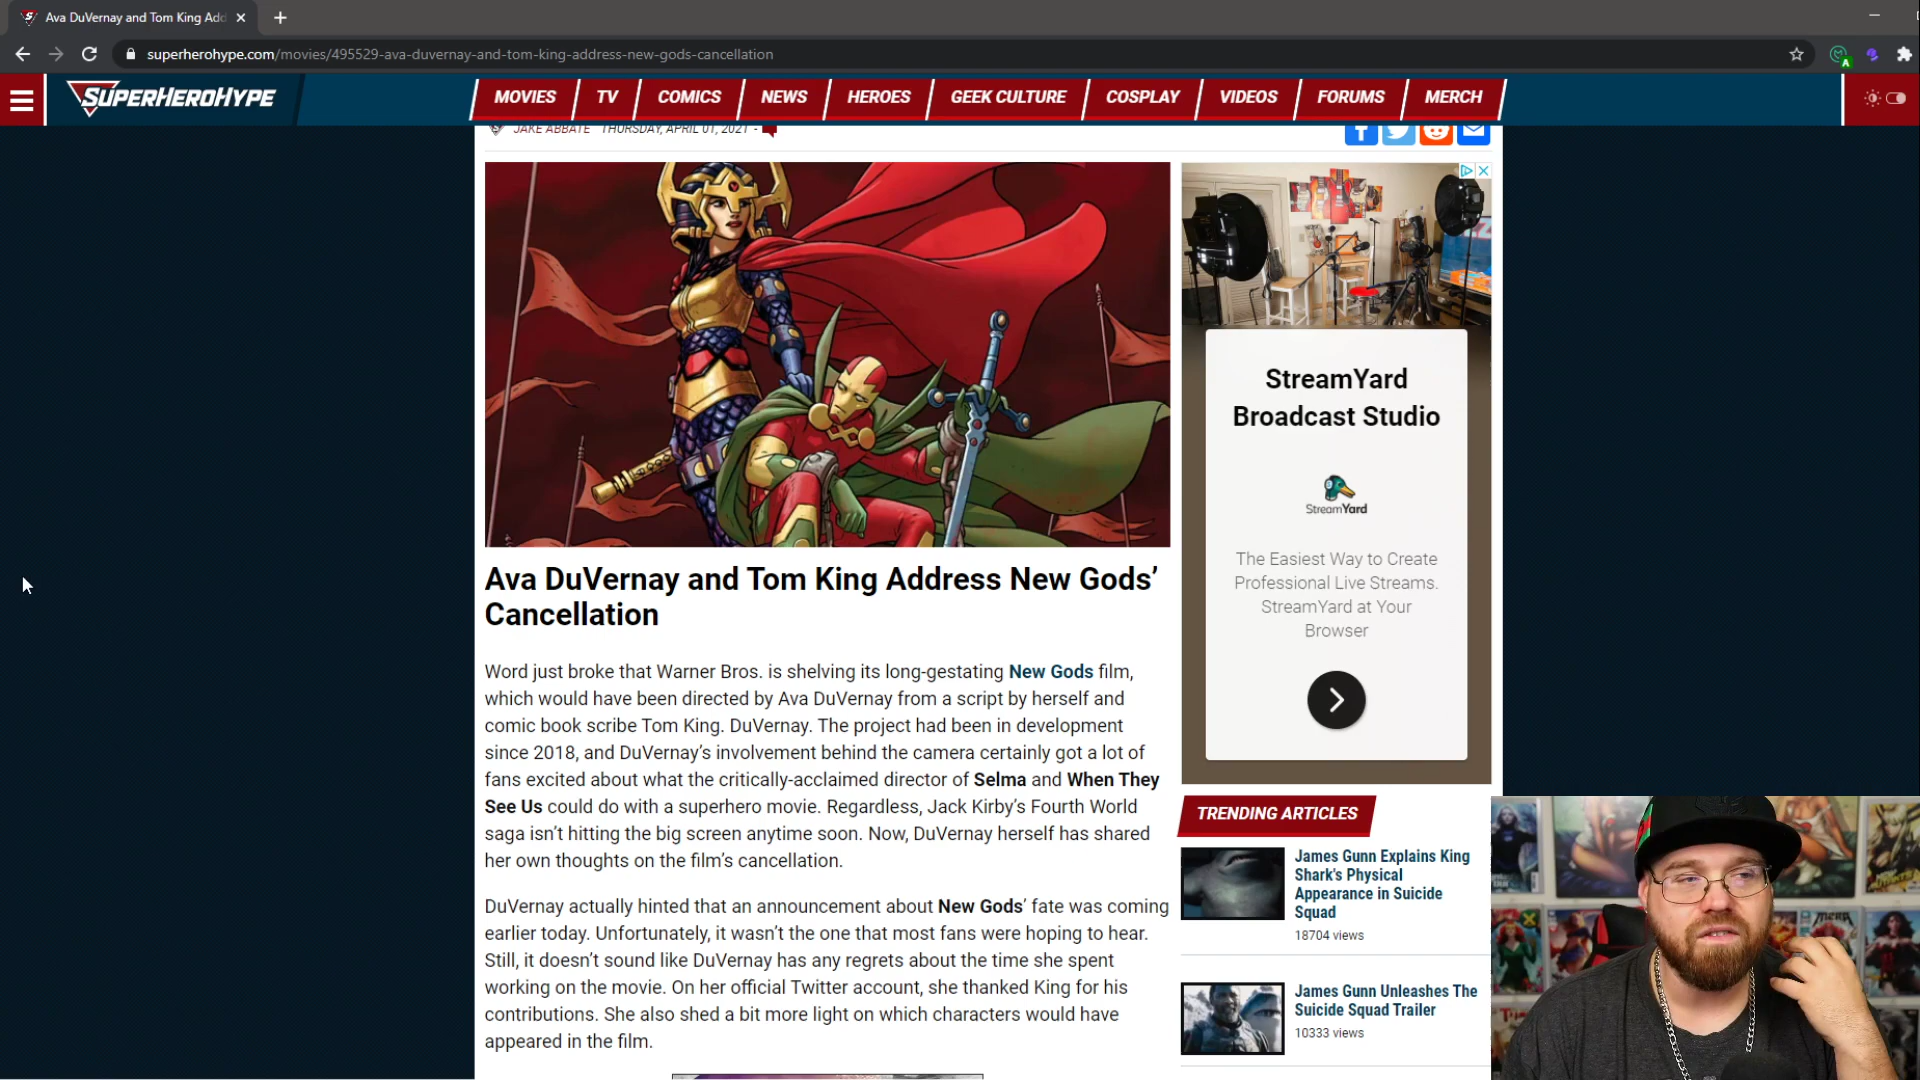 Ava DuVernay and Tom King Add
superherohype.com/movies/495529-ava-duvernay-and-tom-king-address-new-gods-cancellation
A
SUPERHEROHYPE
MOVIES
TV
COMICS
NEWS
HEROES
GEEK CULTURE
COSPLAY
VIDEOS
FORUMS
MERCH
JAKE ABBATE THURSDAY, APRIL 01, 2021 -
Ava DuVernay and Tom King Address New Gods’
Cancellation
Word just broke that Warner Bros. is shelving its long-gestating New Gods film,
which would have been directed by Ava DuVernay from a script by herself and
comic book scribe Tom King. DuVernay. The project had been in development
since 2018, and DuVernay’s involvement behind the camera certainly got a lot of
fans excited about what the critically-acclaimed director of Selma and When They
See Us could do with a superhero movie. Regardless, Jack Kirby’s Fourth World
saga isn’t hitting the big screen anytime soon. Now, DuVernay herself has shared
her own thoughts on the film’s cancellation.
DuVernay actually hinted that an announcement about New Gods’ fate was coming
earlier today. Unfortunately, it wasn’t the one that most fans were hoping to hear.
Still, it doesn’t sound like DuVernay has any regrets about the time she spent
working on the movie. On her official Twitter account, she thanked King for his
contributions. She also shed a bit more light on which characters would have
appeared in the film.
StreamYard
Broadcast Studio
StreamYard
The Easiest Way to Create
Professional Live Streams.
StreamYard at Your
Browser
TRENDING ARTICLES
James Gunn Explains King
Shark's Physical
Appearance in Suicide
Squad
18704 views
James Gunn Unleashes The
Suicide Squad Trailer
10333 views